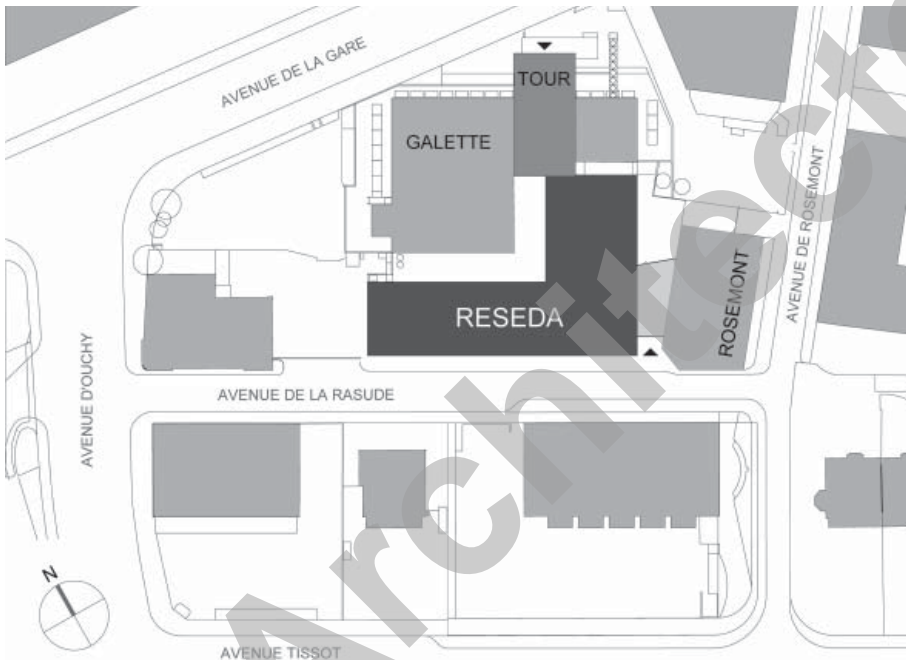 AVENUE DE LA GARE
TOUR
GALETTE
AVENUE DE ROSEMONT
ROSEMONT
RESEDA
AVENUE D'OUCHY
AVENUE DE LA RASUDE
N
AVENUE TISSOT
Architecte